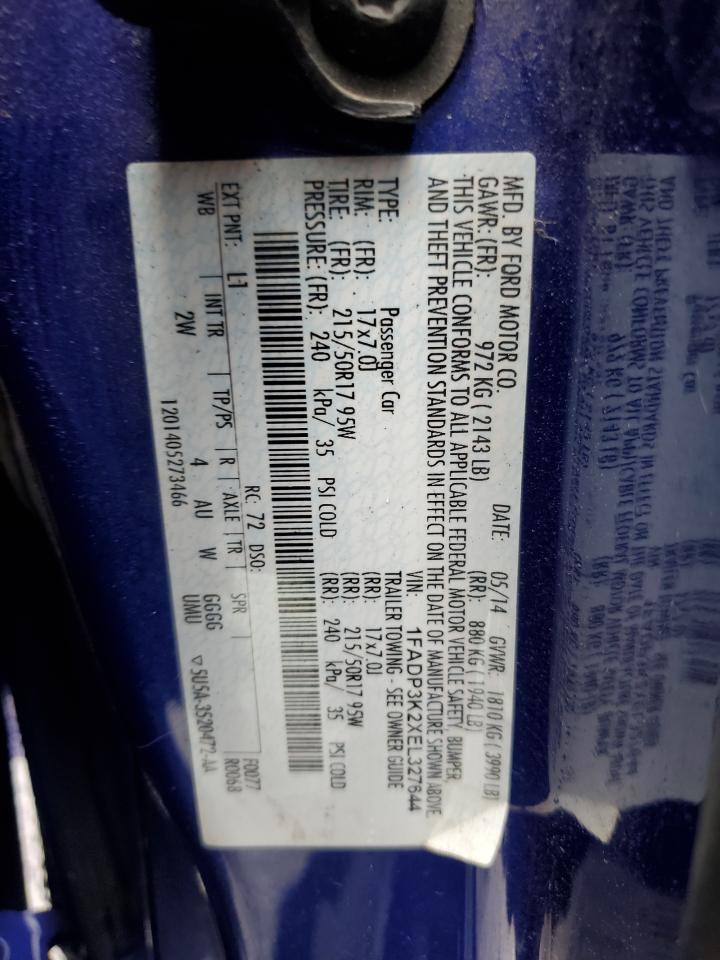 MFD. BY FORD MOTOR CO.
DATE: 05/14 GVWR: 1810 KG ( 3990 LB)
GAWR: (FR): 972 KG ( 2143 LB) (RR): 880 KG ( 1940 LB)
THIS VEHICLE CONFORMS TO ALL APPLICABLE FEDERAL MOTOR VEHICLE SAFETY, BUMPER,
AND THEFT PREVENTION STANDARDS IN EFFECT ON THE DATE OF MANUFACTURE SHOWN ABOVE.
VIN: 1FADP3K2XEL327644
TYPE: Passenger Car TRAILER TOWING - SEE OWNER GUIDE
RIM: (FR): 17x7.0J (RR): 17x7.0J
TIRE: (FR): 215/50R17 95W (RR): 215/50R17 95W
PRESSURE: (FR): 240 kPa/ 35 PSI COLD (RR): 240 kPa/ 35 PSI COLD
RC: 72 DSO: F0077
EXT PNT: L1 INT TR TP/PS R AXLE TR SPR R0068
WB 2W 4 AU W GGGG
UMU ▽ 5U5A-3520472-AA
1201405273466